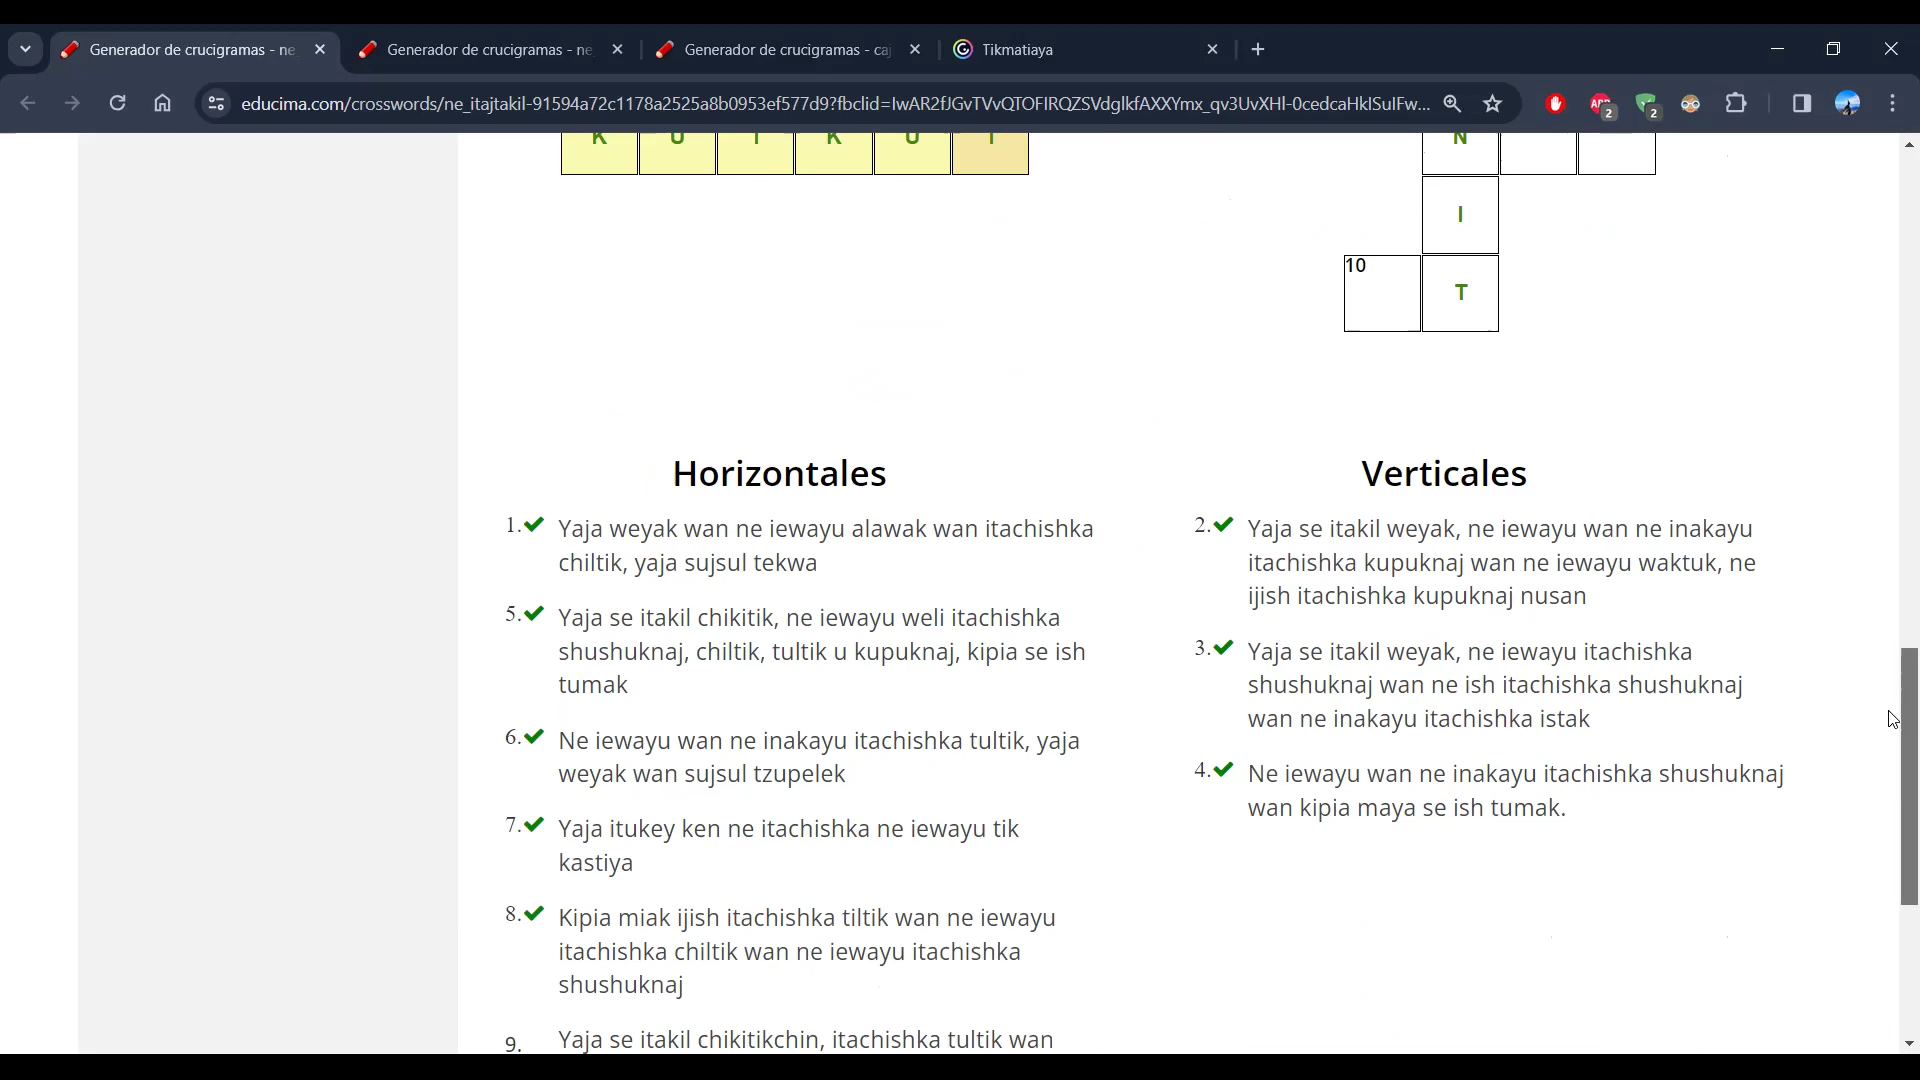 Generador de crucigramas - ne
Generador de crucigramas - ne
Generador de crucigramas - caj
Tikmatiaya
educima.com/crosswords/ne_itajtakil-91594a72c1178a2525a8b0953ef577d9?fbclid=IwAR2fJGvTVvQTOFIRQZSVdglkfAXXYmx_qv3UvXHl-0cedcaHklSuIFw...
ABP 2
2
K U I K U I
N
I
10 T
Horizontales
1. Yaja weyak wan ne iewayu alawak wan itachishka
chiltik, yaja sujsul tekwa
5. Yaja se itakil chikitik, ne iewayu weli itachishka
shushuknaj, chiltik, tultik u kupuknaj, kipia se ish
tumak
6. Ne iewayu wan ne inakayu itachishka tultik, yaja
weyak wan sujsul tzupelek
7. Yaja itukey ken ne itachishka ne iewayu tik
kastiya
8. Kipia miak ijish itachishka tiltik wan ne iewayu
itachishka chiltik wan ne iewayu itachishka
shushuknaj
9. Yaja se itakil chikitikchin, itachishka tultik wan
Verticales
2. Yaja se itakil weyak, ne iewayu wan ne inakayu
itachishka kupuknaj wan ne iewayu waktuk, ne
ijish itachishka kupuknaj nusan
3. Yaja se itakil weyak, ne iewayu itachishka
shushuknaj wan ne ish itachishka shushuknaj
wan ne inakayu itachishka istak
4. Ne iewayu wan ne inakayu itachishka shushuknaj
wan kipia maya se ish tumak.